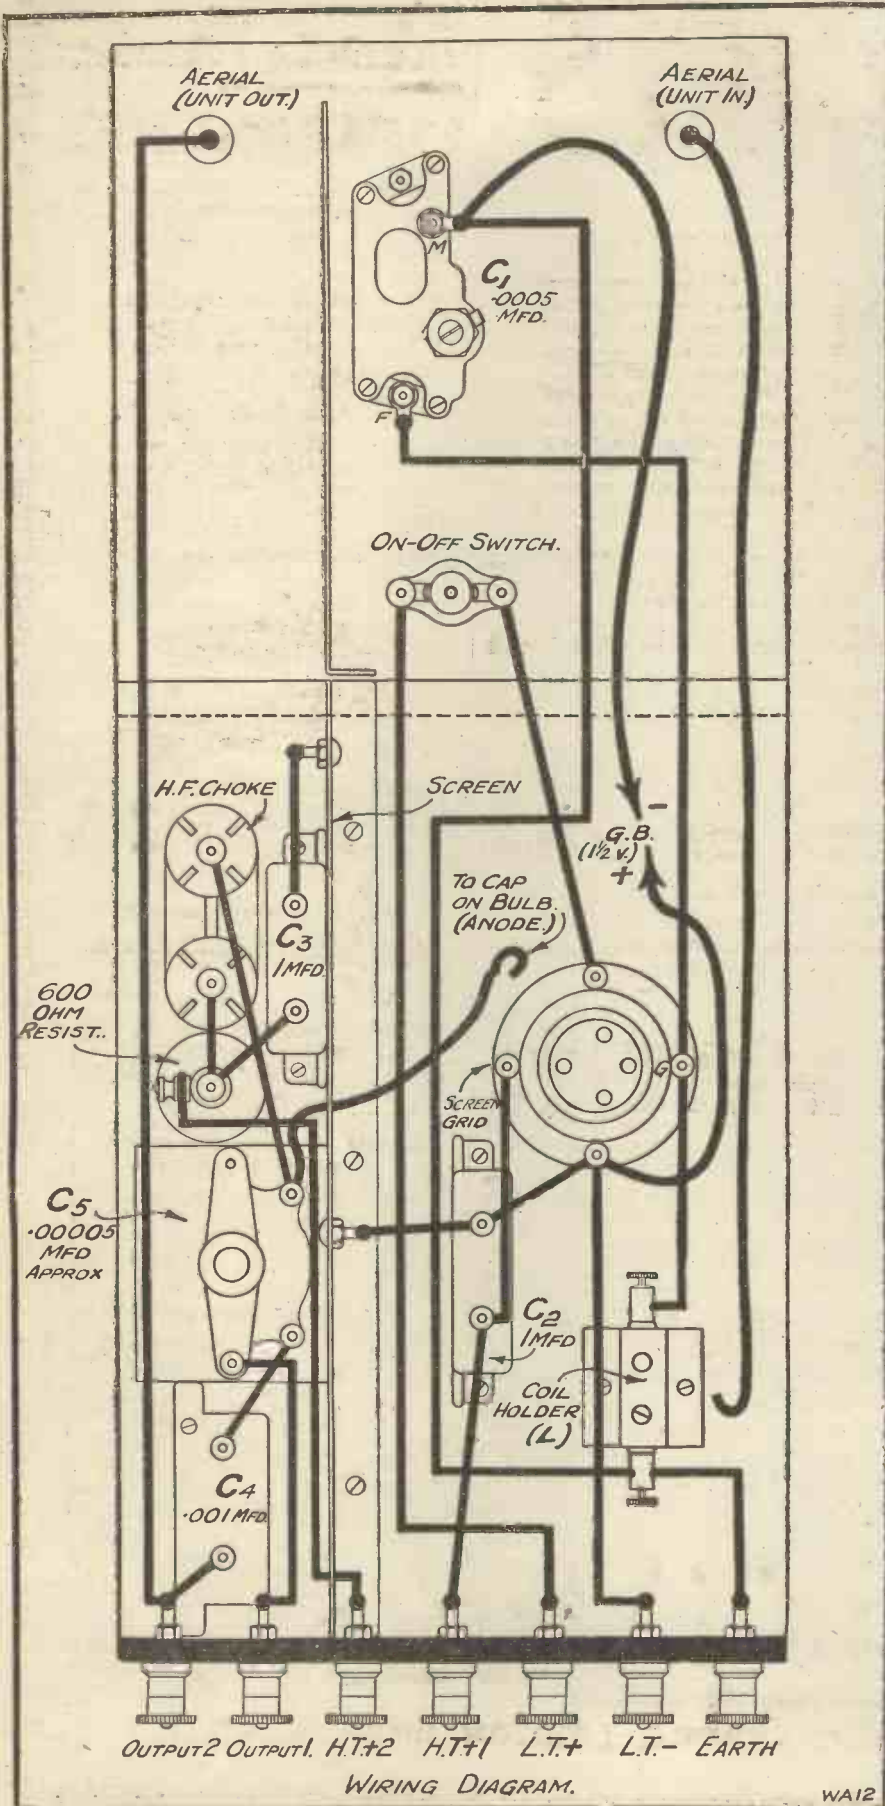 AERIAL
(UNIT OUT.)
AERIAL
(UNIT IN.)
M
C1
.0005
MFD.
F
ON-OFF SWITCH.
H.F. CHOKE
SCREEN
-
G.B.
(1½ V.)
+
TO CAP
ON BULB.
(ANODE.)
C3
1MFD.
600
OHM
RESIST..
G
SCREEN
GRID
C5
.00005
MFD
APPROX
C2
1MFD
COIL
HOLDER
(L)
C4
.001 MFD.
OUTPUT 2 OUTPUT 1. H.T.+2 H.T.+1 L.T.+ L.T.- EARTH
WIRING DIAGRAM.
WA12